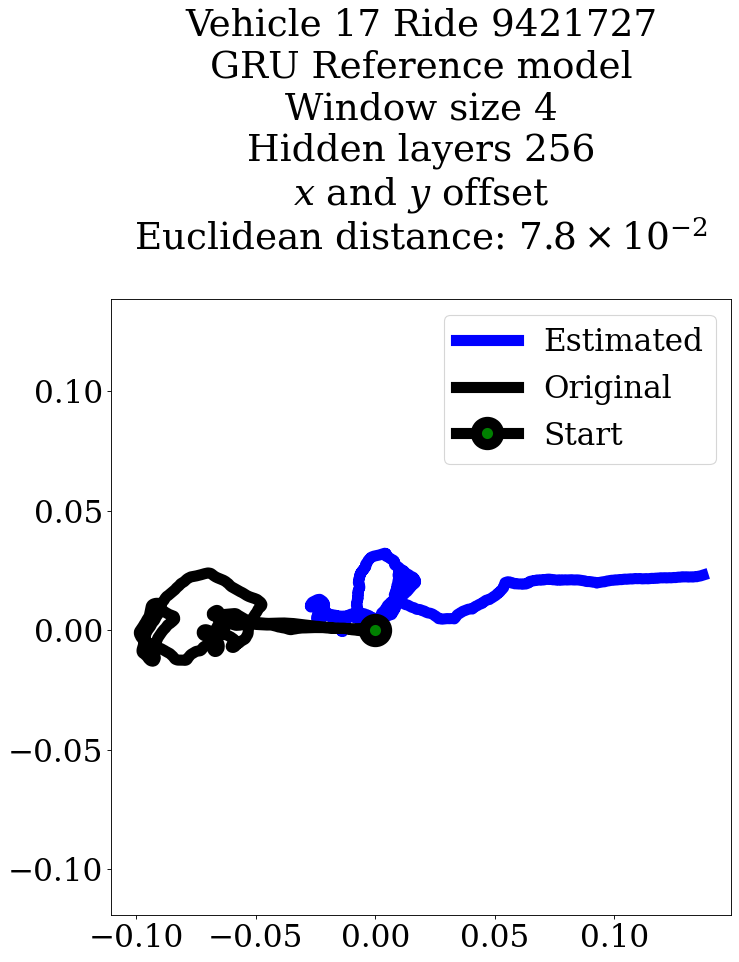 Vehicle 17 Ride 9421727
GRU Reference model
Window size 4
Hidden layers 256
x and y offset
Euclidean distance: 7.8 × 10⁻²
Estimated
Original
Start
0.10
0.05
0.00
−0.05
−0.10
−0.10 −0.05 0.00 0.05 0.10